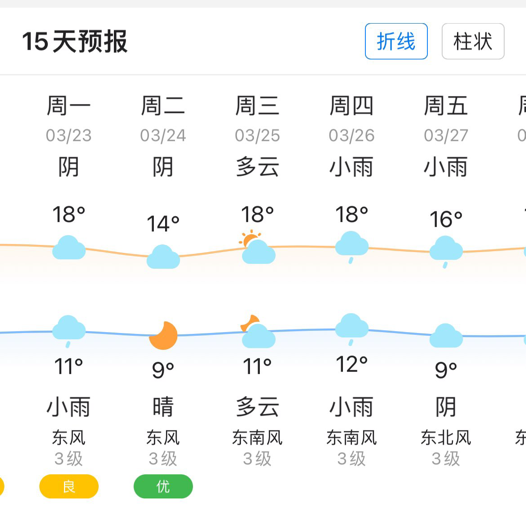 15天预报 折线 柱状
周一 周二 周三 周四 周五
03/23 03/24 03/25 03/26 03/27
阴 阴 多云 小雨 小雨
18° 14° 18° 18° 16°
11° 9° 11° 12° 9°
小雨 晴 多云 小雨 阴
东风 东风 东南风 东南风 东北风
3级 3级 3级 3级 3级
良 优